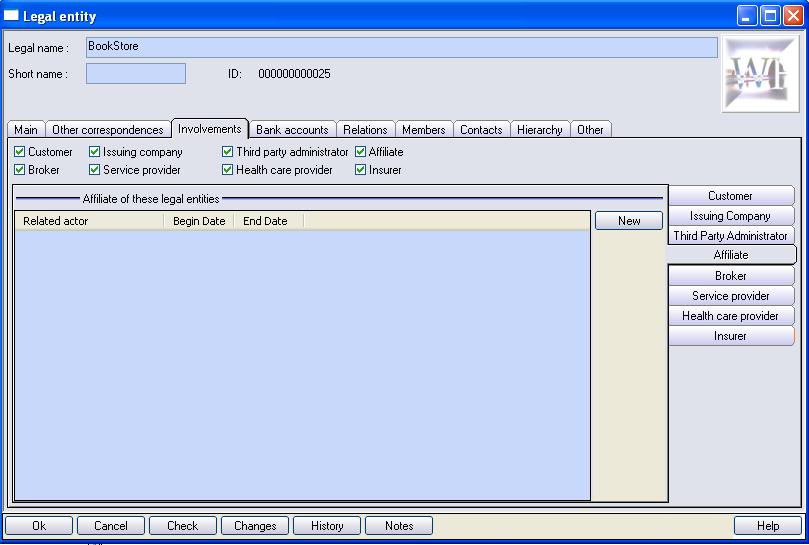 Legal entity
Legal name : BookStore
Short name : ID: 000000000025
WI
Main Other correspondences Involvements Bank accounts Relations Members Contacts Hierarchy Other
Customer Issuing company Third party administrator Affiliate
Broker Service provider Health care provider Insurer
Affiliate of these legal entities
Related actor Begin Date End Date
New
Customer
Issuing Company
Third Party Administrator
Affiliate
Broker
Service provider
Health care provider
Insurer
Ok Cancel Check Changes History Notes Help